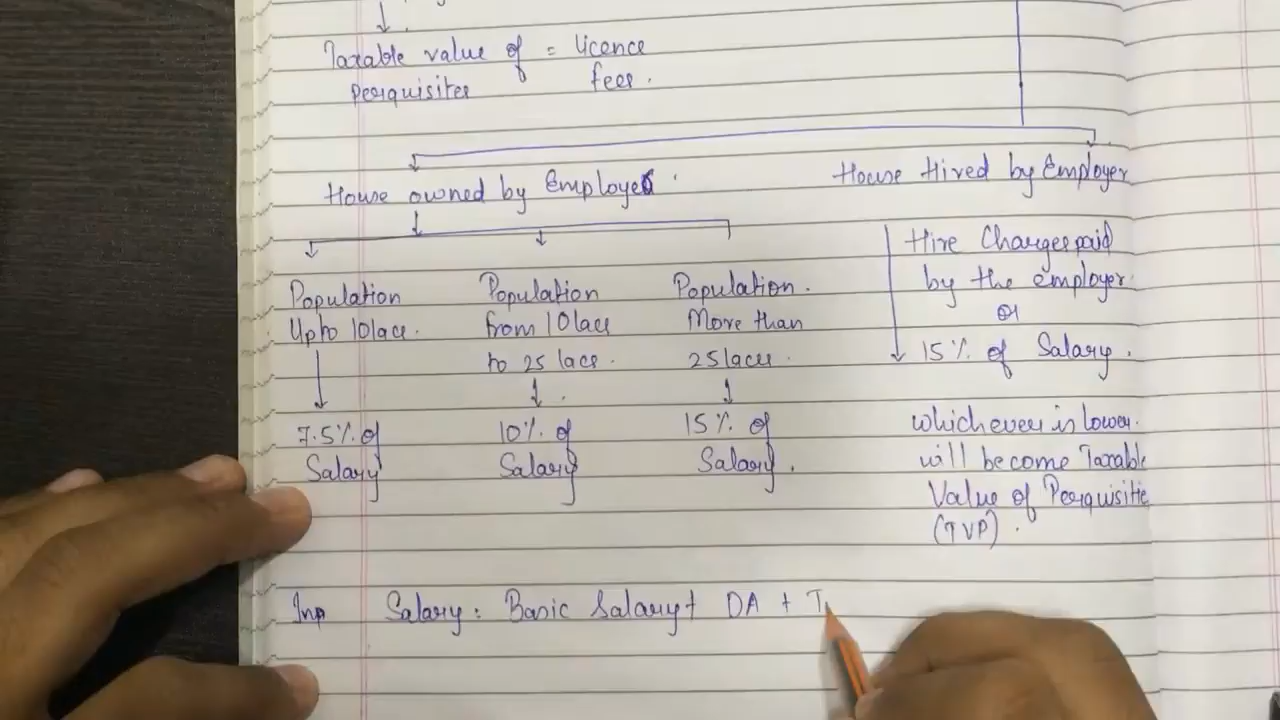 Taxable value of = licence
perquisites fees.
House owned by Employer.
House Hired by Employer
Population
Upto 10 lacs.
7.5% of
Salary
Population
from 10 lacs
to 25 lacs.
10% of
Salary
Population.
More than
25 lacs.
15% of
Salary.
Hire Charges paid
by the employer
or
15% of Salary.
which ever is lower.
will become Taxable
Value of Perquisite
(TVP).
Imp Salary: Basic Salary + DA + T